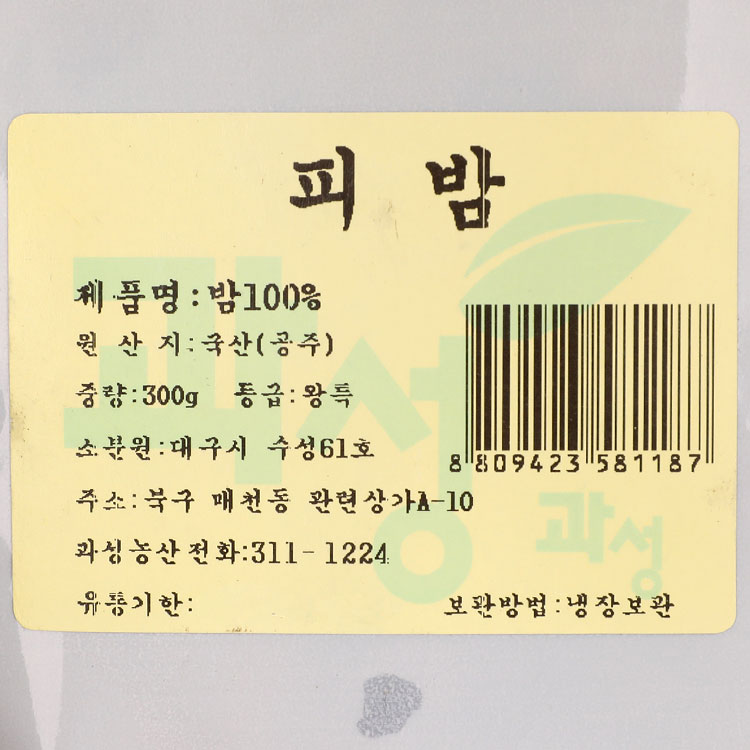 피 밤
제품명:밤100%
원 산 지:국산(공주)
중량:300g 등급:왕특
소분원:대구시 수성61호
주소:북구 매천동 관련상가A-10
과싱농산 전화:311-1224
유통기한:
보관방법:냉장보관
8 809423 581187
과성
과성